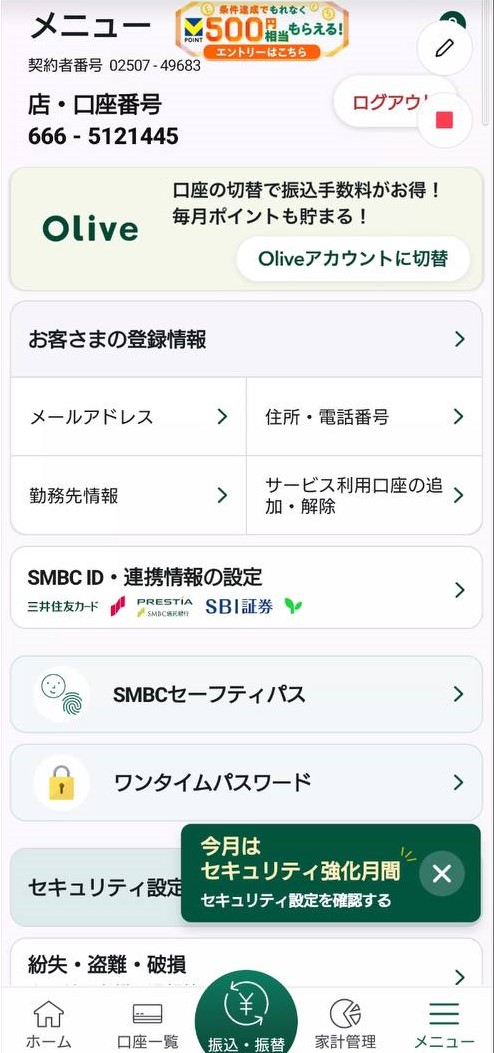 メニュー
条件達成でもれなく
V POINT 500円相当もらえる!
エントリーはこちら
契約者番号 02507-49683
店・口座番号
666 - 5121445
ログアウ
口座の切替で振込手数料がお得！
毎月ポイントも貯まる！
Olive
Oliveアカウントに切替
お客さまの登録情報
メールアドレス
住所・電話番号
勤務先情報
サービス利用口座の追
加・解除
SMBC ID・連携情報の設定
三井住友カード PRESTIA SMBC信託銀行 SBI証券
SMBCセーフティパス
ワンタイムパスワード
今月は
セキュリティ強化月間
セキュリティ設定を確認する
セキュリティ設定
紛失・盗難・破損
ホーム
口座一覧
振込・振替
家計管理
メニュー